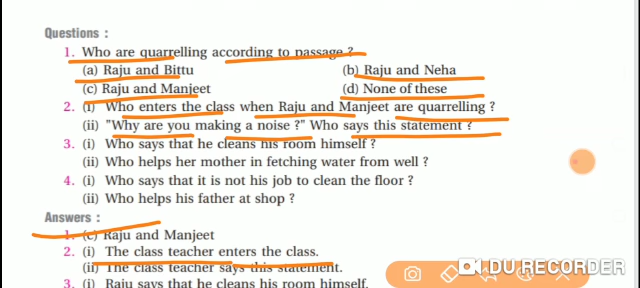 Questions :
1. Who are quarrelling according to passage ?
(a) Raju and Bittu (b) Raju and Neha
(c) Raju and Manjeet (d) None of these
2. (i) Who enters the class when Raju and Manjeet are quarrelling ?
(ii) "Why are you making a noise ?" Who says this statement ?
3. (i) Who says that he cleans his room himself ?
(ii) Who helps her mother in fetching water from well ?
4. (i) Who says that it is not his job to clean the floor ?
(ii) Who helps his father at shop ?
Answers :
1. (c) Raju and Manjeet
2. (i) The class teacher enters the class.
(ii) The class teacher says this statement.
3. (i) Raju says that he cleans his room himself.
DU RECORDER